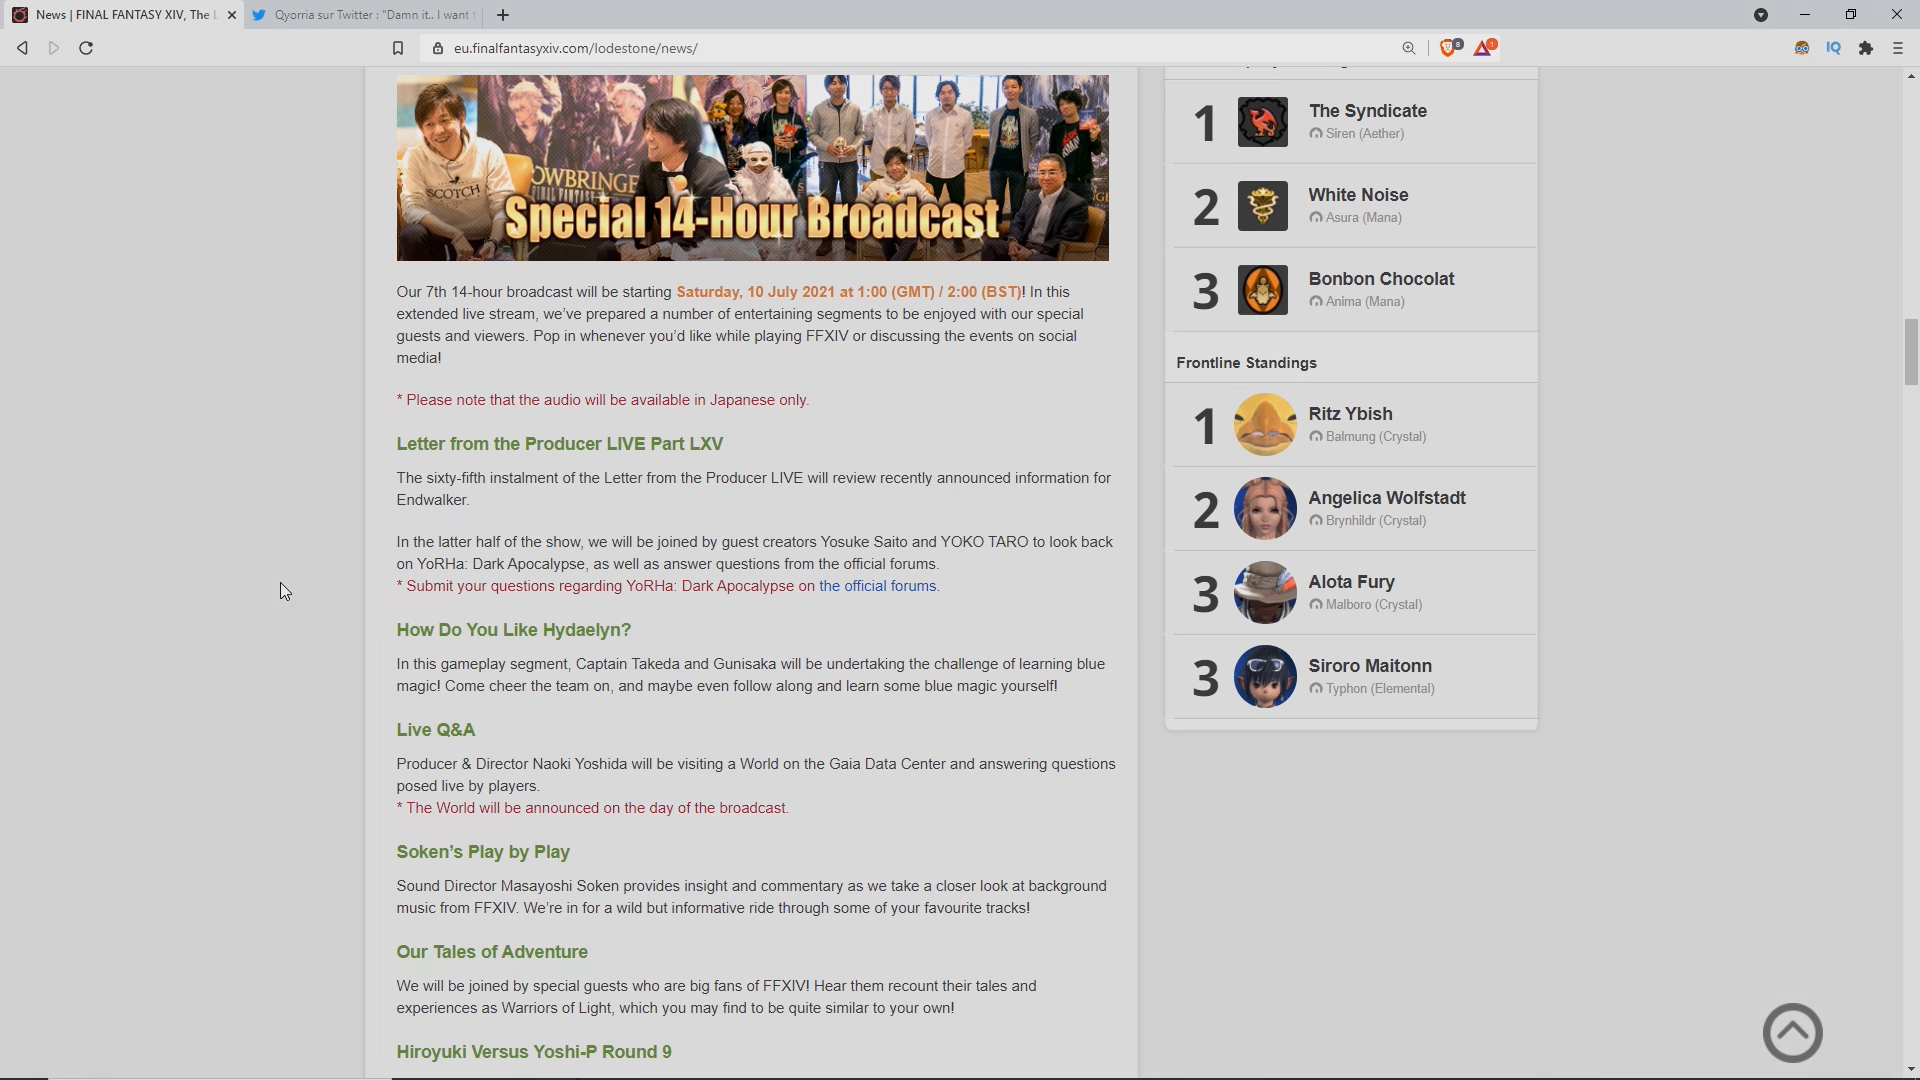 News | FINAL FANTASY XIV, The L
Qyorria sur Twitter : "Damn it.. I want t
eu.finalfantasyxiv.com/lodestone/news/
8
1
IQ
SCOTCH
OWBRINGE
FINAL FANTASY
Special 14-Hour Broadcast
Our 7th 14-hour broadcast will be starting Saturday, 10 July 2021 at 1:00 (GMT) / 2:00 (BST)! In this
extended live stream, we've prepared a number of entertaining segments to be enjoyed with our special
guests and viewers. Pop in whenever you'd like while playing FFXIV or discussing the events on social
media!
* Please note that the audio will be available in Japanese only.
Letter from the Producer LIVE Part LXV
The sixty-fifth instalment of the Letter from the Producer LIVE will review recently announced information for
Endwalker.
In the latter half of the show, we will be joined by guest creators Yosuke Saito and YOKO TARO to look back
on YoRHa: Dark Apocalypse, as well as answer questions from the official forums.
* Submit your questions regarding YoRHa: Dark Apocalypse on the official forums.
How Do You Like Hydaelyn?
In this gameplay segment, Captain Takeda and Gunisaka will be undertaking the challenge of learning blue
magic! Come cheer the team on, and maybe even follow along and learn some blue magic yourself!
Live Q&A
Producer & Director Naoki Yoshida will be visiting a World on the Gaia Data Center and answering questions
posed live by players.
* The World will be announced on the day of the broadcast.
Soken's Play by Play
Sound Director Masayoshi Soken provides insight and commentary as we take a closer look at background
music from FFXIV. We're in for a wild but informative ride through some of your favourite tracks!
Our Tales of Adventure
We will be joined by special guests who are big fans of FFXIV! Hear them recount their tales and
experiences as Warriors of Light, which you may find to be quite similar to your own!
Hiroyuki Versus Yoshi-P Round 9
1
The Syndicate
Siren (Aether)
2
White Noise
Asura (Mana)
3
Bonbon Chocolat
Anima (Mana)
Frontline Standings
1
Ritz Ybish
Balmung (Crystal)
2
Angelica Wolfstadt
Brynhildr (Crystal)
3
Alota Fury
Malboro (Crystal)
3
Siroro Maitonn
Typhon (Elemental)